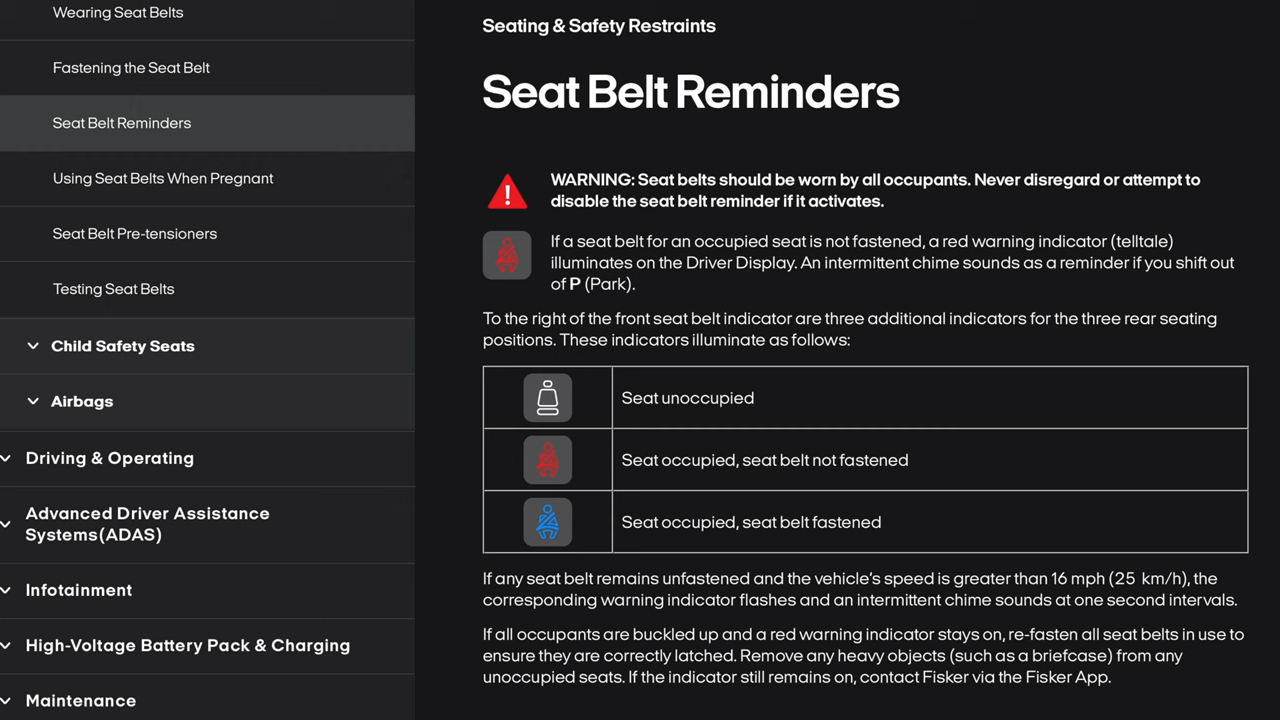 Wearing Seat Belts
Fastening the Seat Belt
Seat Belt Reminders
Using Seat Belts When Pregnant
Seat Belt Pre-tensioners
Testing Seat Belts
Child Safety Seats
Airbags
Driving & Operating
Advanced Driver Assistance
Systems(ADAS)
Infotainment
High-Voltage Battery Pack & Charging
Maintenance
Seating & Safety Restraints
Seat Belt Reminders
WARNING: Seat belts should be worn by all occupants. Never disregard or attempt to
disable the seat belt reminder if it activates.
If a seat belt for an occupied seat is not fastened, a red warning indicator (telltale)
illuminates on the Driver Display. An intermittent chime sounds as a reminder if you shift out
of P (Park).
To the right of the front seat belt indicator are three additional indicators for the three rear seating
positions. These indicators illuminate as follows:
Seat unoccupied
Seat occupied, seat belt not fastened
Seat occupied, seat belt fastened
If any seat belt remains unfastened and the vehicle's speed is greater than 16 mph (25 km/h), the
corresponding warning indicator flashes and an intermittent chime sounds at one second intervals.
If all occupants are buckled up and a red warning indicator stays on, re-fasten all seat belts in use to
ensure they are correctly latched. Remove any heavy objects (such as a briefcase) from any
unoccupied seats. If the indicator still remains on, contact Fisker via the Fisker App.